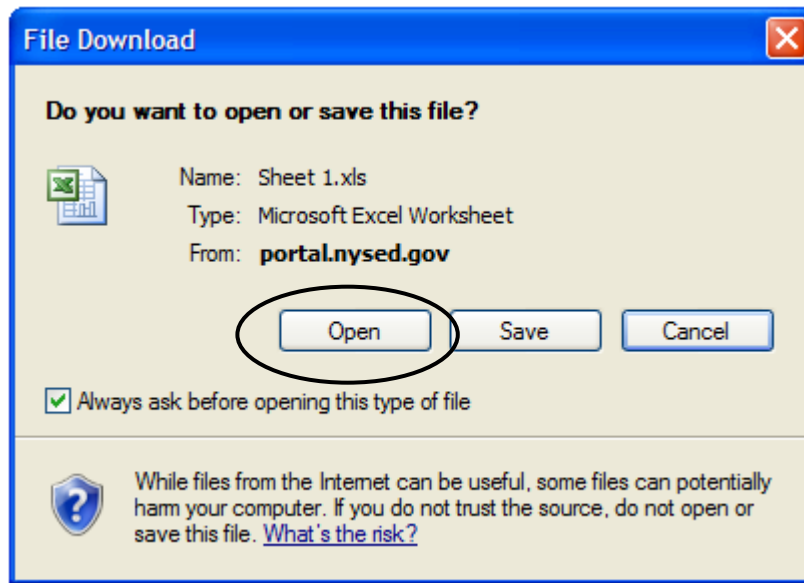 File Download
Do you want to open or save this file?
Name: Sheet 1.xls
Type: Microsoft Excel Worksheet
From: portal.nysed.gov
Open Save Cancel
Always ask before opening this type of file
While files from the Internet can be useful, some files can potentially
harm your computer. If you do not trust the source, do not open or
save this file. What's the risk?